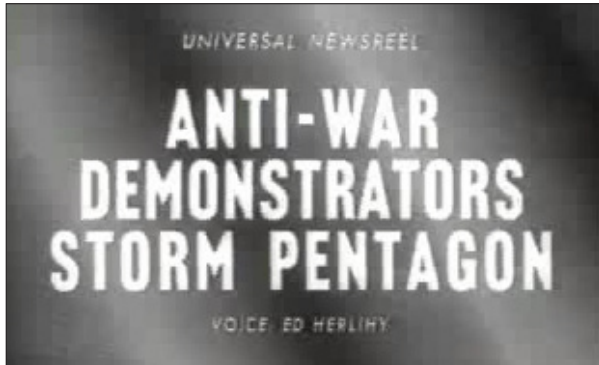 UNIVERSAL NEWSREEL
ANTI-WAR
DEMONSTRATORS
STORM PENTAGON
VOICE: ED HERLIHY